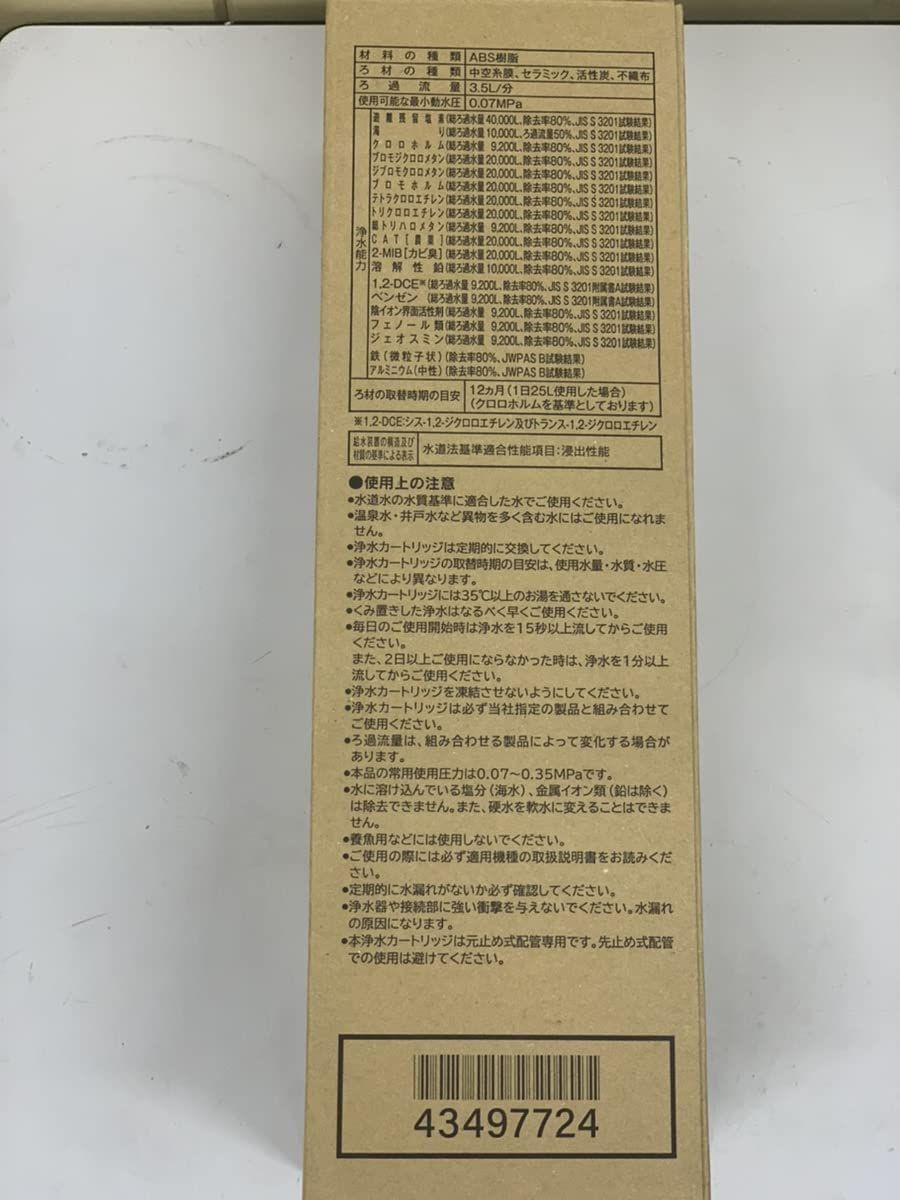 材料の種類 ABS樹脂
ろ材の種類 中空糸膜、セラミック、活性炭、不織布
ろ過流量 3.5L/分
使用可能な最小動水圧 0.07MPa
浄水能力
遊離残留塩素(総ろ過水量 40,000L、除去率80%、JIS S 3201試験結果)
濁り(総ろ過水量 10,000L、ろ過流量50%、JIS S 3201試験結果)
クロロホルム(総ろ過水量 9,200L、除去率80%、JIS S 3201試験結果)
ブロモジクロロメタン(総ろ過水量 20,000L、除去率80%、JIS S 3201試験結果)
ジブロモクロロメタン(総ろ過水量 20,000L、除去率80%、JIS S 3201試験結果)
ブロモホルム(総ろ過水量 20,000L、除去率80%、JIS S 3201試験結果)
テトラクロロエチレン(総ろ過水量 20,000L、除去率80%、JIS S 3201試験結果)
トリクロロエチレン(総ろ過水量 20,000L、除去率80%、JIS S 3201試験結果)
総トリハロメタン(総ろ過水量 9,200L、除去率80%、JIS S 3201試験結果)
CAT[農薬](総ろ過水量 20,000L、除去率80%、JIS S 3201試験結果)
2-MIB[カビ臭](総ろ過水量 20,000L、除去率80%、JIS S 3201試験結果)
溶解性鉛(総ろ過水量 10,000L、除去率80%、JIS S 3201試験結果)
1,2-DCE※(総ろ過水量 9,200L、除去率80%、JIS S 3201附属書A試験結果)
ベンゼン(総ろ過水量 9,200L、除去率80%、JIS S 3201附属書A試験結果)
陰イオン界面活性剤(総ろ過水量 9,200L、除去率80%、JIS S 3201試験結果)
フェノール類(総ろ過水量 9,200L、除去率80%、JIS S 3201試験結果)
ジェオスミン(総ろ過水量 9,200L、除去率80%、JIS S 3201試験結果)
鉄(微粒子状)(除去率80%、JWPAS B試験結果)
アルミニウム(中性)(除去率80%、JWPAS B試験結果)
ろ材の取替時期の目安 12ヵ月(1日25L使用した場合)
(クロロホルムを基準としております)
※1,2-DCE:シス-1,2-ジクロロエチレン及びトランス-1,2-ジクロロエチレン
給水装置の構造及び
材質の基準による表示 水道法基準適合性能項目:浸出性能
●使用上の注意
●水道水の水質基準に適合した水でご使用ください。
●温泉水・井戸水など異物を多く含む水にはご使用になれま
せん。
●浄水カートリッジは定期的に交換してください。
●浄水カートリッジの取替時期の目安は、使用水量・水質・水圧
などにより異なります。
●浄水カートリッジには35℃以上のお湯を通さないでください。
●くみ置きした浄水はなるべく早くご使用ください。
●毎日のご使用開始時は浄水を15秒以上流してからご使用
ください。
また、2日以上ご使用にならなかった時は、浄水を1分以上
流してからご使用ください。
●浄水カートリッジを凍結させないようにしてください。
●浄水カートリッジは必ず当社指定の製品と組み合わせて
ご使用ください。
●ろ過流量は、組み合わせる製品によって変化する場合が
あります。
●本品の常用使用圧力は0.07〜0.35MPaです。
●水に溶け込んでいる塩分(海水)、金属イオン類(鉛は除く)
は除去できません。また、硬水を軟水に変えることはできま
せん。
●養魚用などには使用しないでください。
●ご使用の際には必ず適用機種の取扱説明書をお読みくだ
さい。
●定期的に水漏れがないか必ず確認してください。
●浄水器や接続部に強い衝撃を与えないでください。水漏れ
の原因になります。
●本浄水カートリッジは元止め式配管専用です。先止め式配管
での使用は避けてください。
43497724